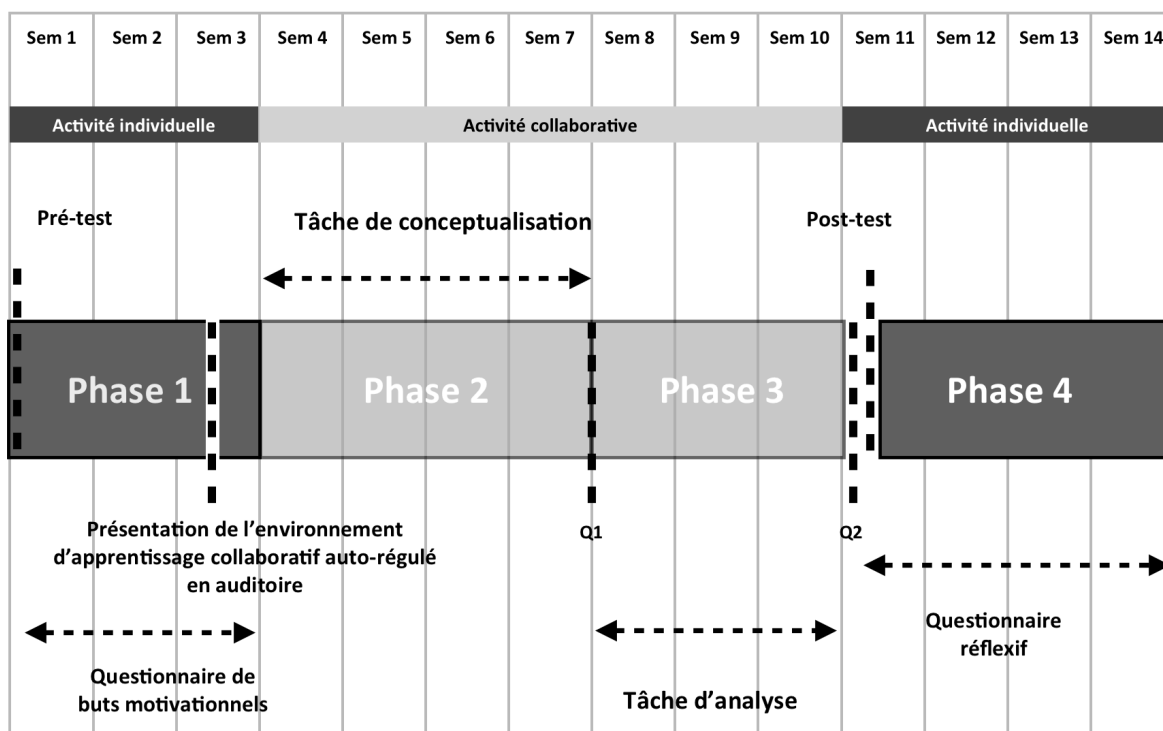 Sem 1 Sem 2 Sem 3 Sem 4 Sem 5 Sem 6 Sem 7 Sem 8 Sem 9 Sem 10 Sem 11 Sem 12 Sem 13 Sem 14
Activité individuelle Activité collaborative Activité individuelle
Pré-test
Tâche de conceptualisation
Post-test
Phase 1 Phase 2 Phase 3 Phase 4
Présentation de l’environnement
d’apprentissage collaboratif auto-régulé
en auditoire
Q1
Q2
Questionnaire de
buts motivationnels
Tâche d’analyse
Questionnaire
réflexif